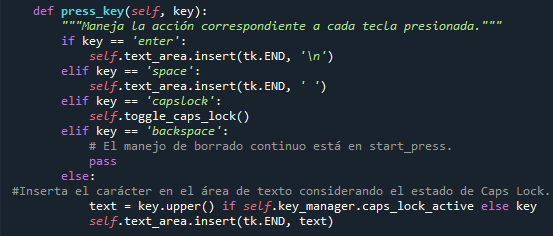 def press_key(self, key):
"""Maneja la acción correspondiente a cada tecla presionada."""
if key == 'enter':
self.text_area.insert(tk.END, '\n')
elif key == 'space':
self.text_area.insert(tk.END, ' ')
elif key == 'capslock':
self.toggle_caps_lock()
elif key == 'backspace':
# El manejo de borrado continuo está en start_press.
pass
else:
#Inserta el carácter en el área de texto considerando el estado de Caps Lock.
text = key.upper() if self.key_manager.caps_lock_active else key
self.text_area.insert(tk.END, text)